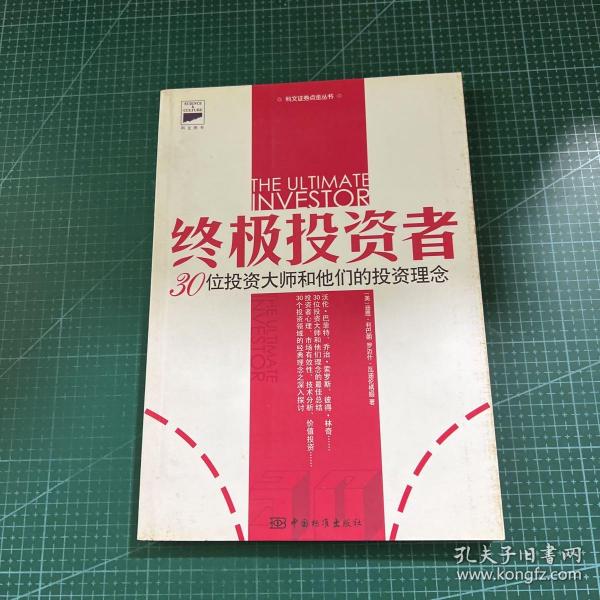 科文证券点金丛书
SCIENCE
&
CULTURE
科文图书
THE ULTIMATE
INVESTOR
终极投资者
30位投资大师和他们的投资理念
沃伦·巴菲特、乔治·索罗斯、彼得·林奇……
30位投资大师和他们理念的最佳总结
投资者心理、市场有效性、技术分析、价值投资……
30个投资领域的经典理念之深入探讨
THE ULTIMATE
INVESTOR
中国标准出版社
孔夫子旧书网
www.kongfz.com